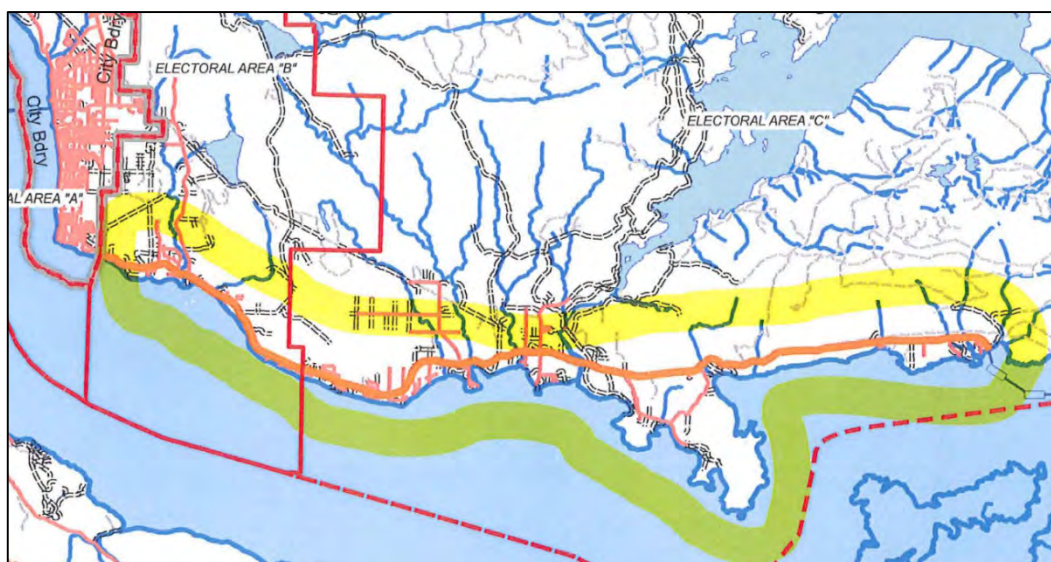 City Bdry
ELECTORAL AREA "B"
City Bdry
ELECTORAL AREA "C"
AL AREA "A"